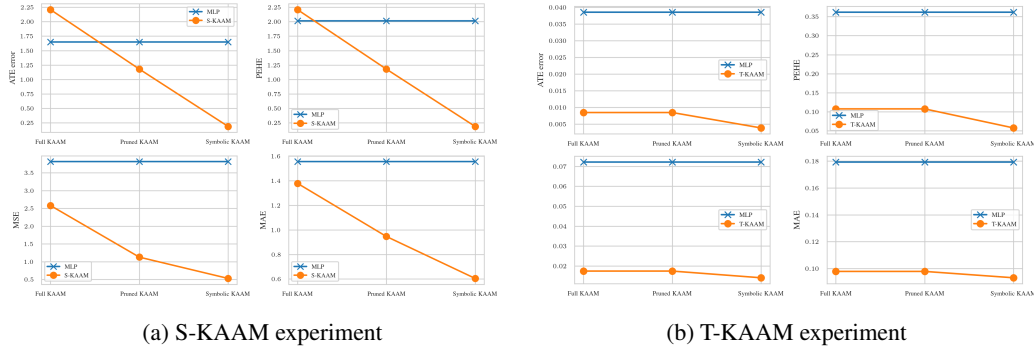 2.25
2.00
1.75
1.50
1.25
1.00
0.75
0.50
0.25
ATE error
MLP
S-KAAM
Full KAAM
Pruned KAAM
Symbolic KAAM
2.25
2.00
1.75
1.50
1.25
1.00
0.75
0.50
0.25
PEHE
MLP
S-KAAM
Full KAAM
Pruned KAAM
Symbolic KAAM
3.5
3.0
2.5
2.0
1.5
1.0
0.5
MSE
MLP
S-KAAM
Full KAAM
Pruned KAAM
Symbolic KAAM
1.6
1.4
1.2
1.0
0.8
0.6
MAE
MLP
S-KAAM
Full KAAM
Pruned KAAM
Symbolic KAAM
(a) S-KAAM experiment
0.040
0.035
0.030
0.025
0.020
0.015
0.010
0.005
ATE error
MLP
T-KAAM
Full KAAM
Pruned KAAM
Symbolic KAAM
0.35
0.30
0.25
0.20
0.15
0.10
0.05
PEHE
MLP
T-KAAM
Full KAAM
Pruned KAAM
Symbolic KAAM
0.07
0.06
0.05
0.04
0.03
0.02
MSE
MLP
T-KAAM
Full KAAM
Pruned KAAM
Symbolic KAAM
0.18
0.16
0.14
0.12
0.10
MAE
MLP
T-KAAM
Full KAAM
Pruned KAAM
Symbolic KAAM
(b) T-KAAM experiment